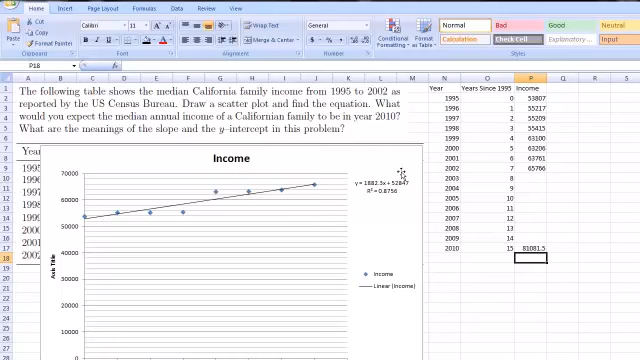 Home
Insert
Page Layout
Formulas
Data
Review
View
Cut
Copy
Paste
Format Painter
Clipboard
Calibri
11
Font
Wrap Text
Merge & Center
Alignment
General
Number
Conditional Formatting
Format as Table
Normal
Bad
Good
Neutral
Calculation
Check Cell
Explanatory ...
Input
Styles
P18
fx
A B C D E F G H I J K L M N O P Q R S
The following table shows the median California family income from 1995 to 2002 as
reported by the US Census Bureau. Draw a scatter plot and find the equation. What
would you expect the median annual income of a Californian family to be in year 2010?
What are the meanings of the slope and the y-intercept in this problem?
Year
1995
1996
1997
1998
1999
2000
2001
2002
Income
70000
60000
50000
40000
30000
20000
10000
0
Axis Title
y = 1882.3x + 52847
R² = 0.8756
Income
Linear (Income)
Year Years Since 1995 Income
1995 0 53807
1996 1 55217
1997 2 55209
1998 3 55415
1999 4 63100
2000 5 63206
2001 6 63761
2002 7 65766
2003 8
2004 9
2005 10
2006 11
2007 12
2008 13
2009 14
2010 15 81081.5